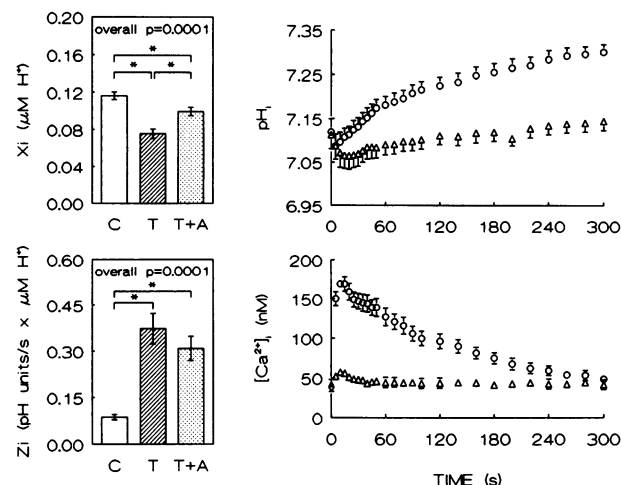 overall p=0.0001
*
* *
Xi (μM H⁺)
0.20
0.16
0.12
0.08
0.04
0.00
C T T+A
pHᵢ
7.35
7.25
7.15
7.05
6.95
0 60 120 180 240 300
overall p=0.0001
*
*
Zi (pH units/s × μM H⁺)
0.60
0.45
0.30
0.15
0.00
C T T+A
[Ca²⁺]ᵢ (nM)
200
150
100
50
0
0 60 120 180 240 300
TIME (s)